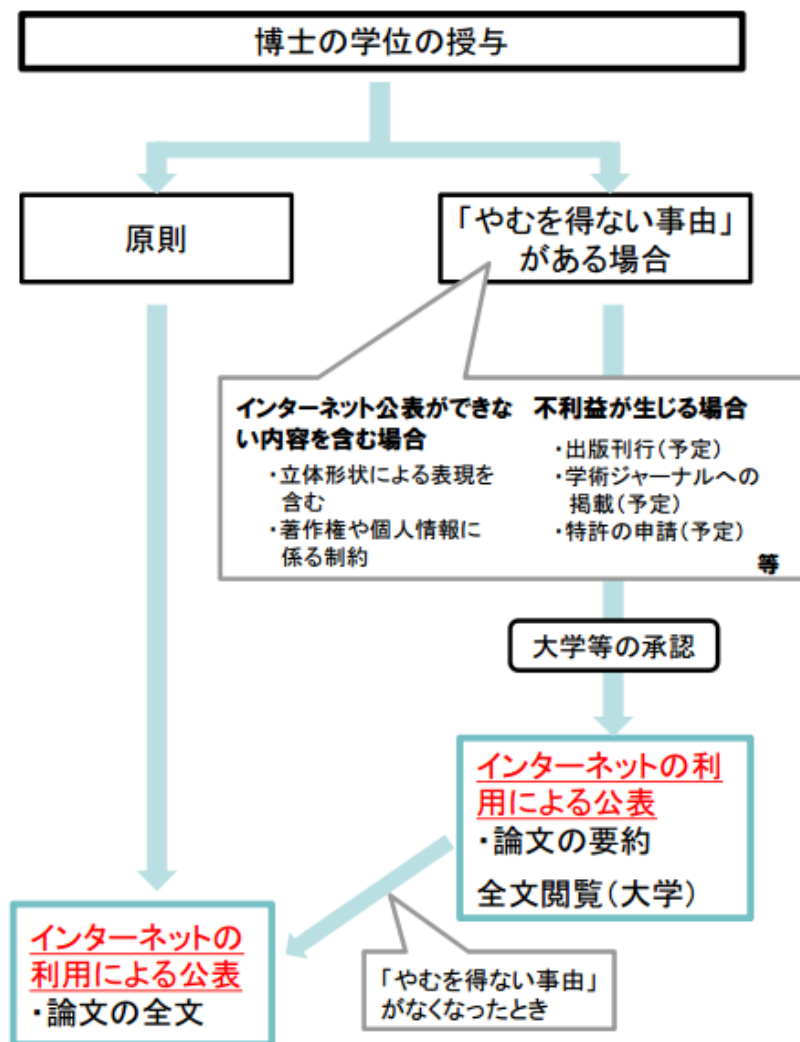 博士の学位の授与
原則
「やむを得ない事由」
がある場合
インターネット公表ができな
い内容を含む場合
・立体形状による表現を
含む
・著作権や個人情報に
係る制約
不利益が生じる場合
・出版刊行(予定)
・学術ジャーナルへの
掲載(予定)
・特許の申請(予定)
等
大学等の承認
インターネットの利
用による公表
・論文の要約
全文閲覧(大学)
「やむを得ない事由」
がなくなったとき
インターネットの
利用による公表
・論文の全文